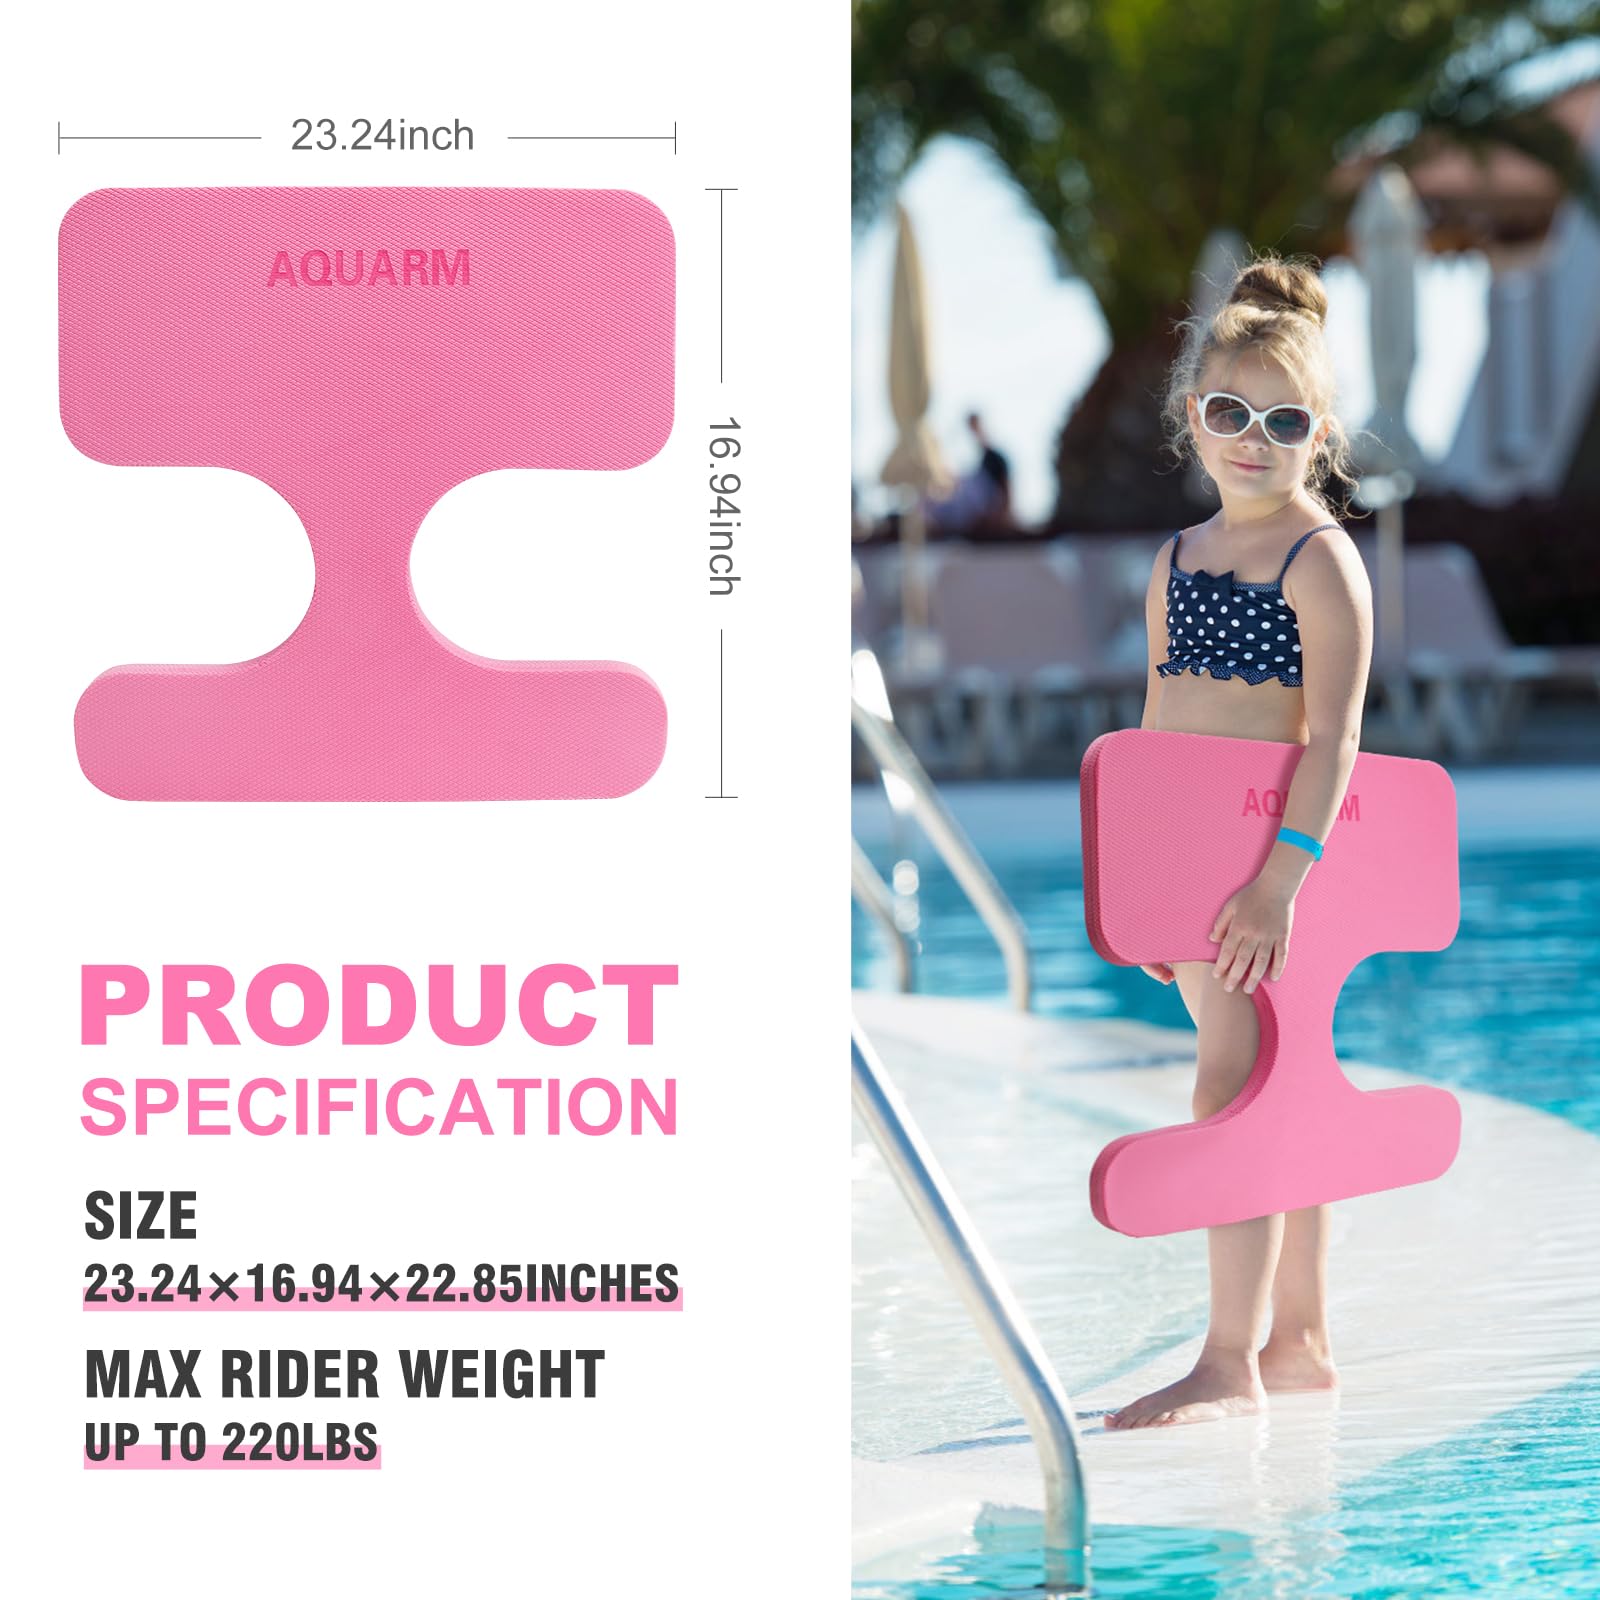 23.24inch
AQUARM
16.94inch
PRODUCT
SPECIFICATION
SIZE
23.24×16.94×22.85INCHES
MAX RIDER WEIGHT
UP TO 220LBS
AQ M